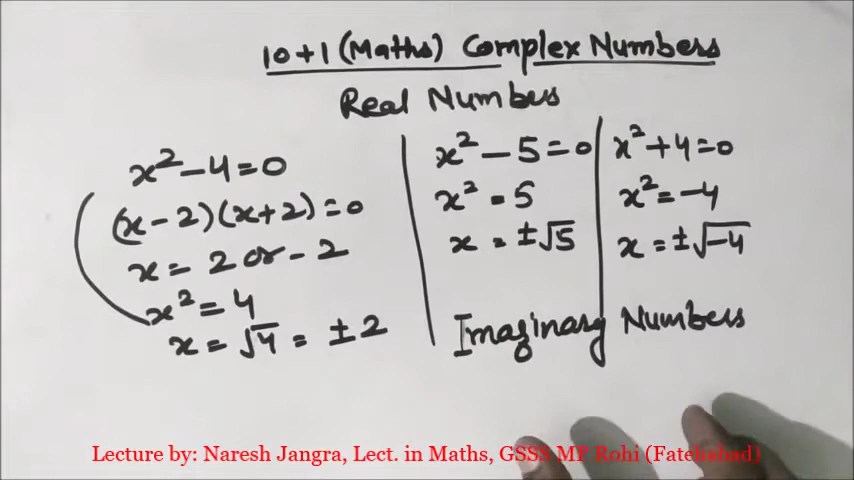 10+1 (Maths) Complex Numbers
Real Numbers
x² - 4 = 0
(x - 2)(x + 2) = 0
x = 2 or - 2
x² = 4
x = √4 = ± 2
x² - 5 = 0
x² = 5
x = ±√5
x² + 4 = 0
x² = -4
x = ±√-4
Imaginary Numbers
Lecture by: Naresh Jangra, Lect. in Maths, GSSS MP Rohi (Fatehabad)